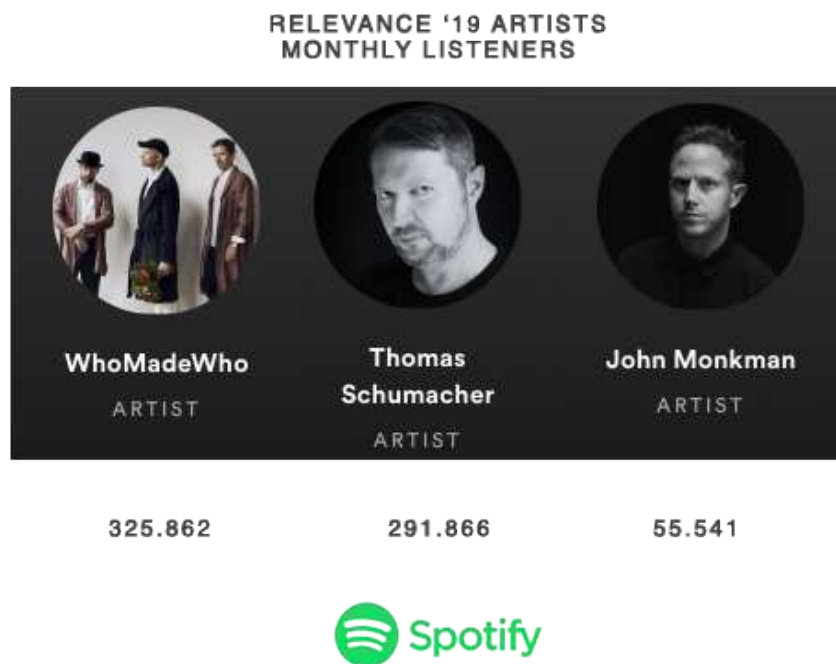 RELEVANCE ‘19 ARTISTS
MONTHLY LISTENERS
WhoMadeWho
ARTIST
Thomas
Schumacher
ARTIST
John Monkman
ARTIST
325.862
291.866
55.541
Spotify